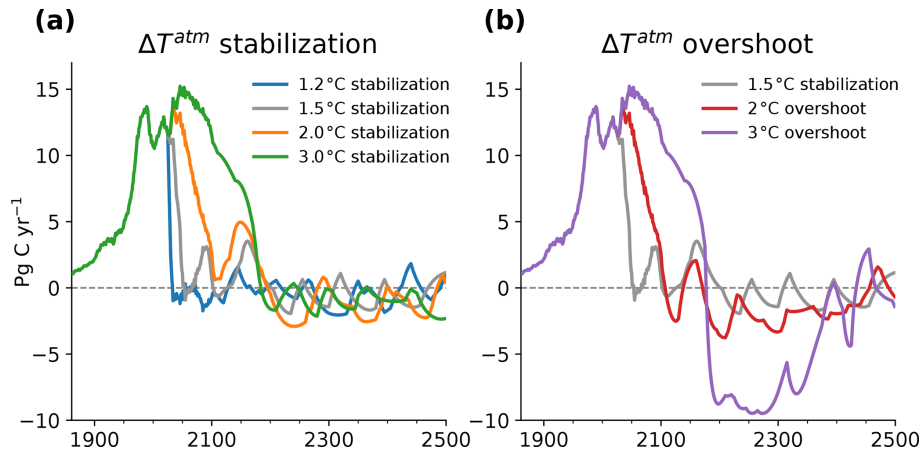 (a)
ΔT^atm stabilization
Pg C yr⁻¹
15
10
5
0
−5
−10
1900
2100
2300
2500
1.2°C stabilization
1.5°C stabilization
2.0°C stabilization
3.0°C stabilization
(b)
ΔT^atm overshoot
15
10
5
0
−5
−10
1900
2100
2300
2500
1.5°C stabilization
2°C overshoot
3°C overshoot